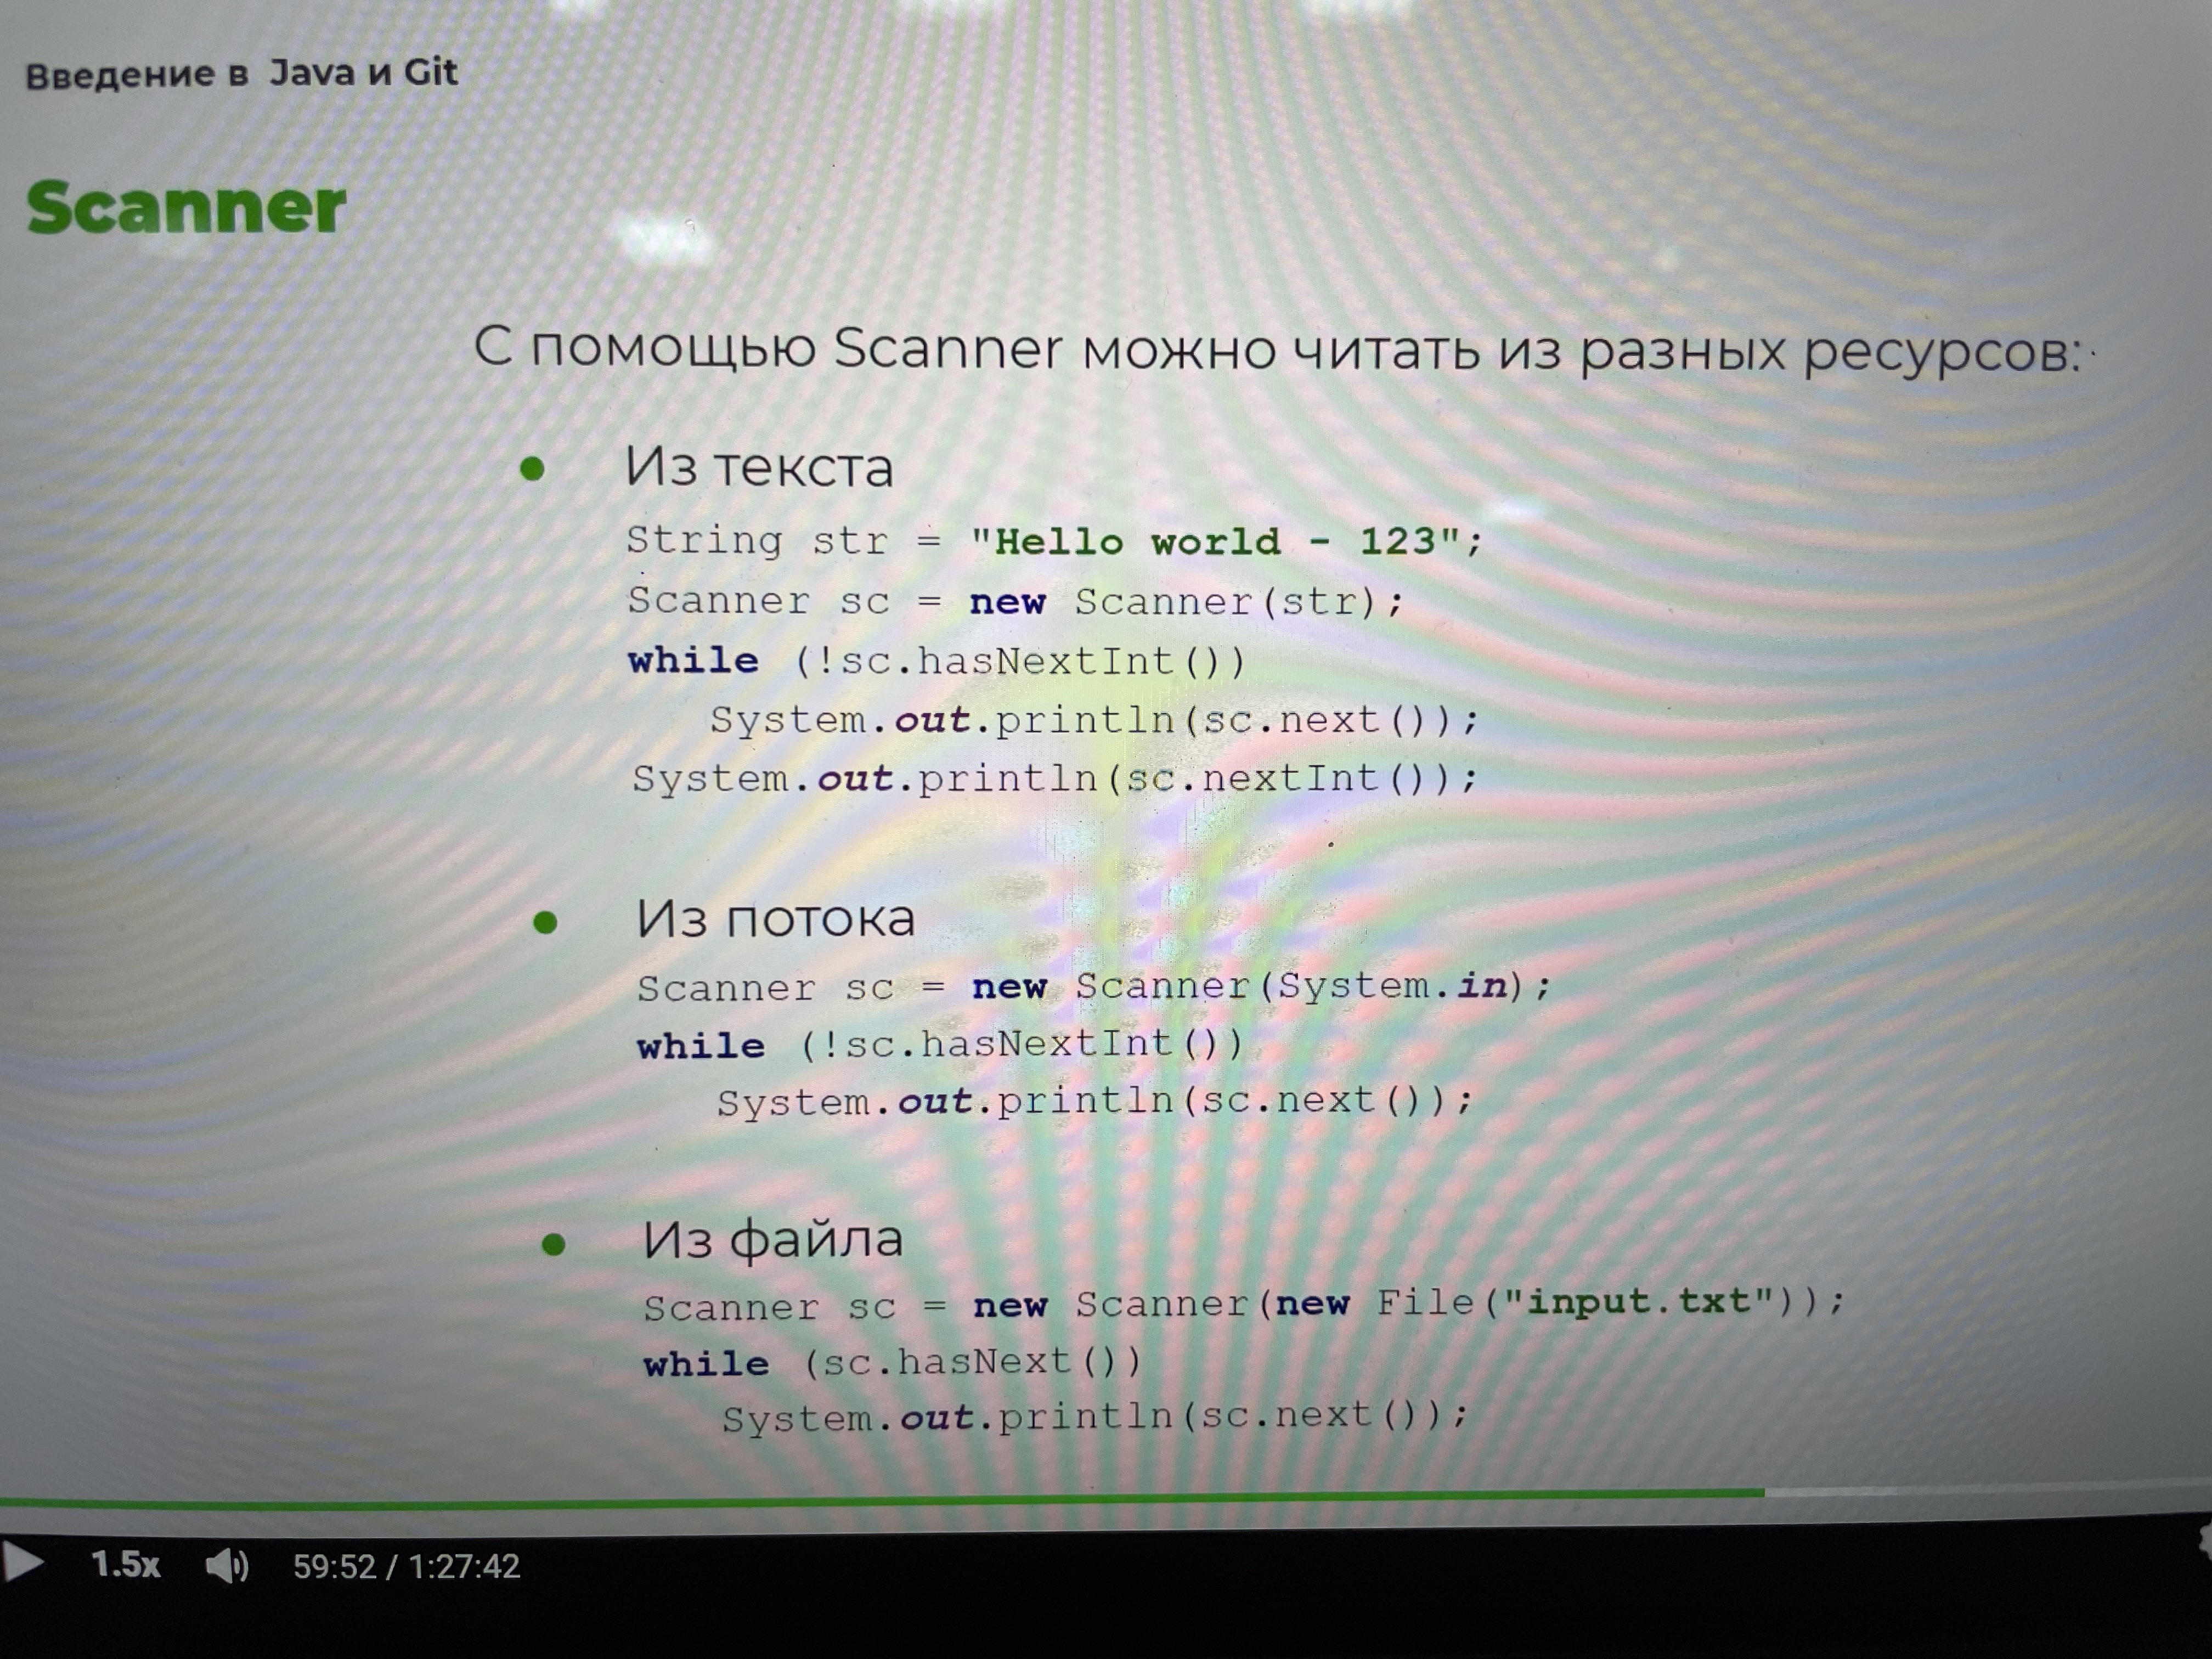 Введение в Java и Git
Scanner
С помощью Scanner можно читать из разных ресурсов:
● Из текста
String str = "Hello world - 123";
Scanner sc = new Scanner(str);
while (!sc.hasNextInt())
System.out.println(sc.next());
System.out.println(sc.nextInt());
● Из потока
Scanner sc = new Scanner(System.in);
while (!sc.hasNextInt())
System.out.println(sc.next());
● Из файла
Scanner sc = new Scanner(new File("input.txt"));
while (sc.hasNext())
System.out.println(sc.next());
1.5x 59:52 / 1:27:42